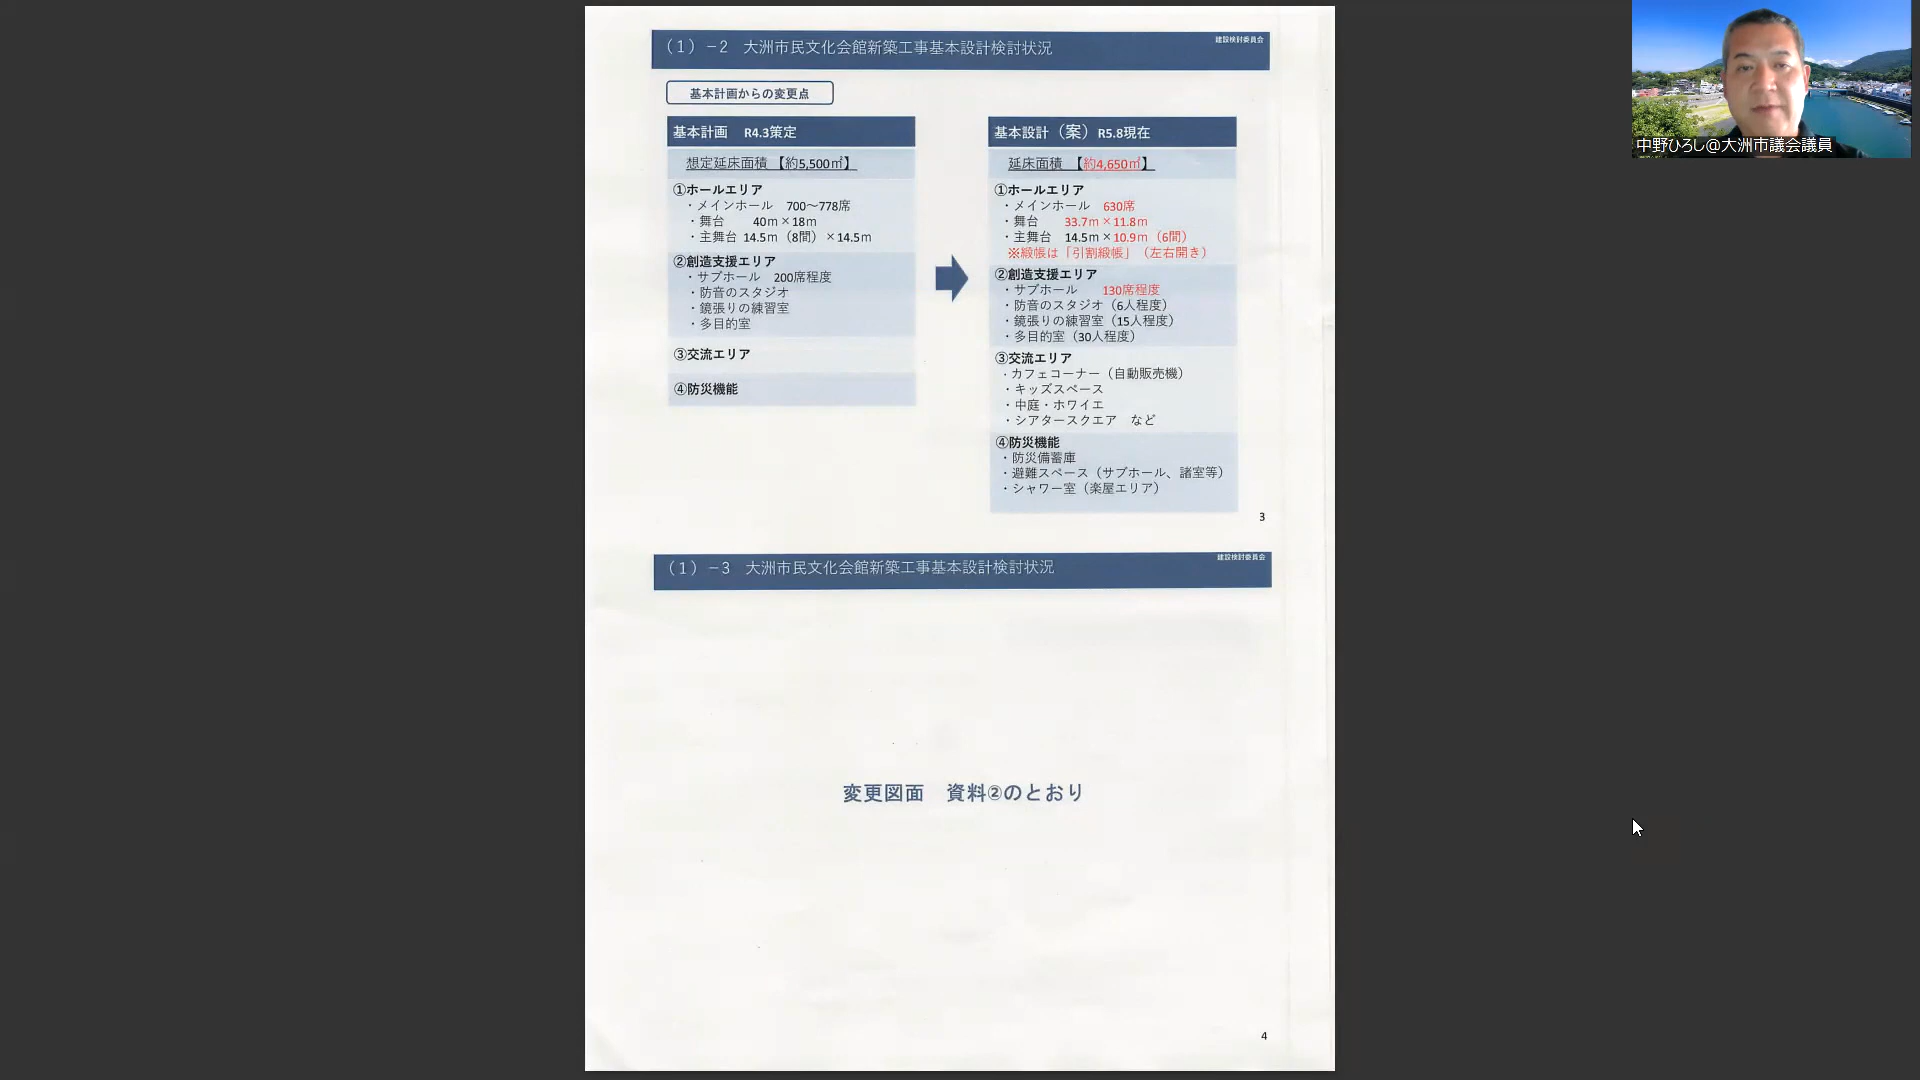 （1）－2　大洲市民文化会館新築工事基本設計検討状況
建設検討委員会
基本計画からの変更点
基本計画　R4.3策定
想定延床面積 【約5,500㎡】
①ホールエリア
・メインホール　700～778席
・舞台　　40ｍ×18ｍ
・主舞台 14.5ｍ（8間）×14.5ｍ
②創造支援エリア
・サブホール　200席程度
・防音のスタジオ
・鏡張りの練習室
・多目的室
③交流エリア
④防災機能
基本設計（案）R5.8現在
延床面積 【約4,650㎡】
①ホールエリア
・メインホール　630席
・舞台　　33.7ｍ×11.8ｍ
・主舞台　14.5ｍ×10.9ｍ（6間）
※緞帳は「引割緞帳」（左右開き）
②創造支援エリア
・サブホール　　130席程度
・防音のスタジオ（6人程度）
・鏡張りの練習室（15人程度）
・多目的室（30人程度）
③交流エリア
・カフェコーナー（自動販売機）
・キッズスペース
・中庭・ホワイエ
・シアタースクエア　など
④防災機能
・防災備蓄庫
・避難スペース（サブホール、諸室等）
・シャワー室（楽屋エリア）
3
（1）－3　大洲市民文化会館新築工事基本設計検討状況
建設検討委員会
変更図面　資料②のとおり
4
中野ひろし@大洲市議会議員